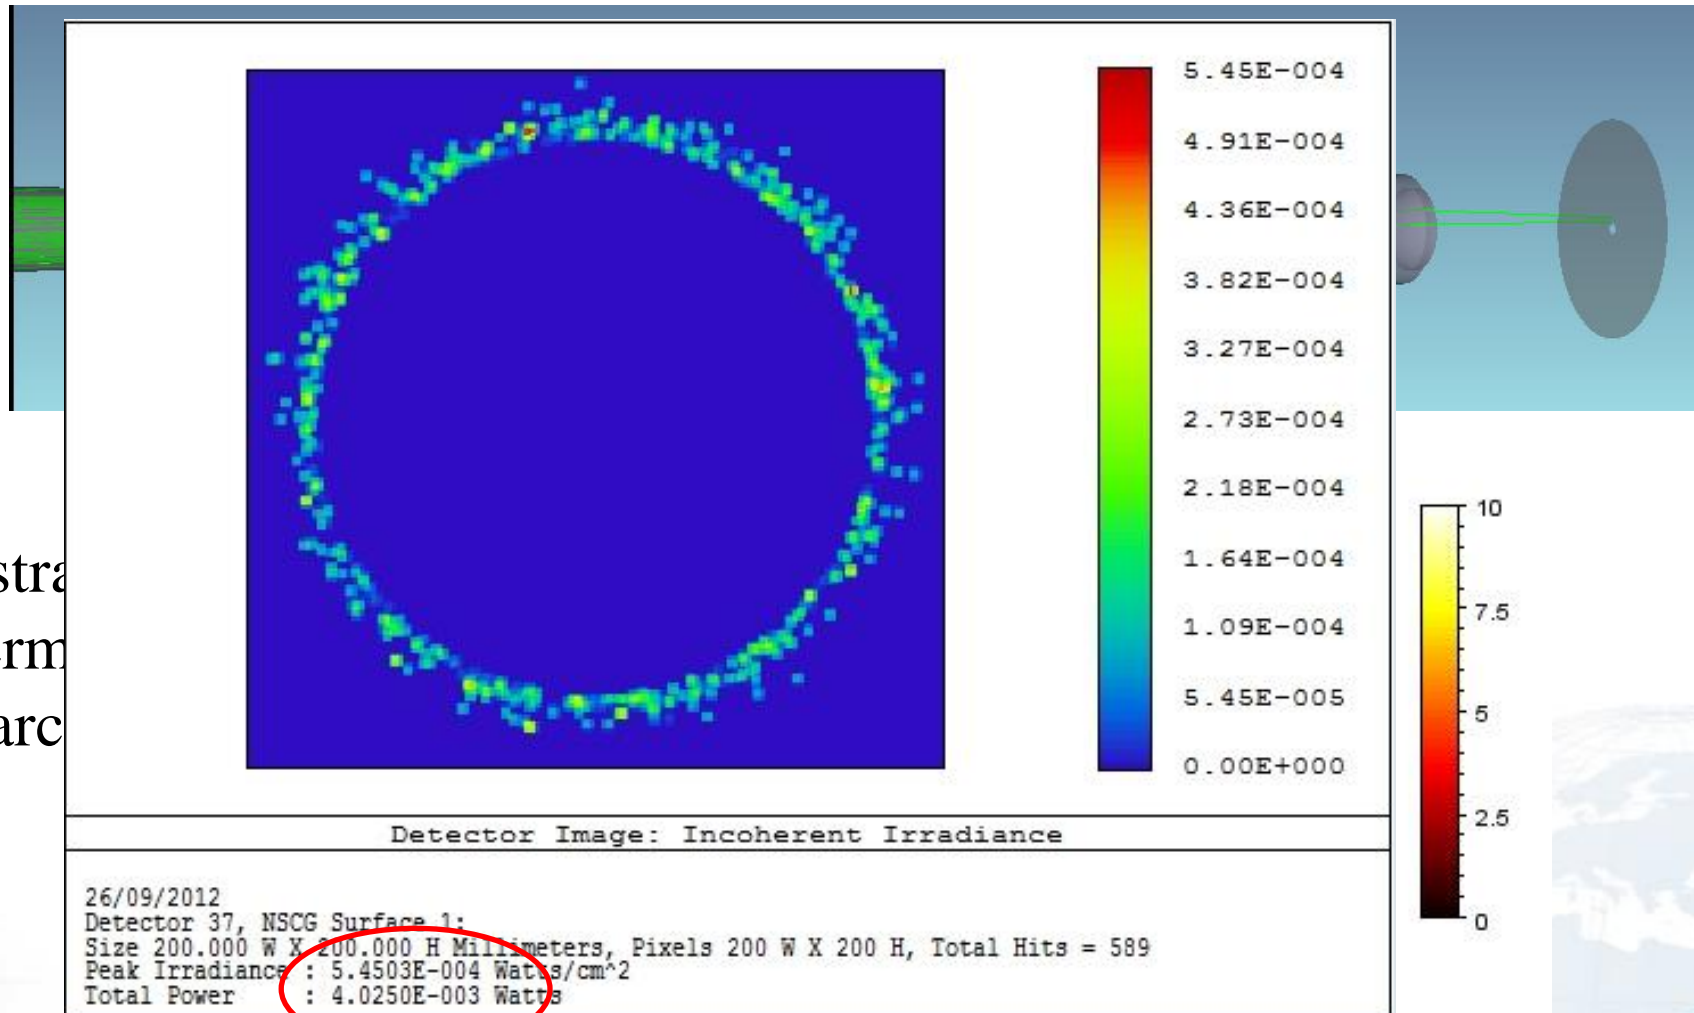 5.45E-004
4.91E-004
4.36E-004
3.82E-004
3.27E-004
2.73E-004
2.18E-004
1.64E-004
1.09E-004
5.45E-005
0.00E+000
10
7.5
5
2.5
0
stra
erm
arc
Detector Image: Incoherent Irradiance
26/09/2012
Detector 37, NSCG Surface 1:
Size 200.000 W X 200.000 H Millimeters, Pixels 200 W X 200 H, Total Hits = 589
Peak Irradiance : 5.4503E-004 Watts/cm^2
Total Power : 4.0250E-003 Watts